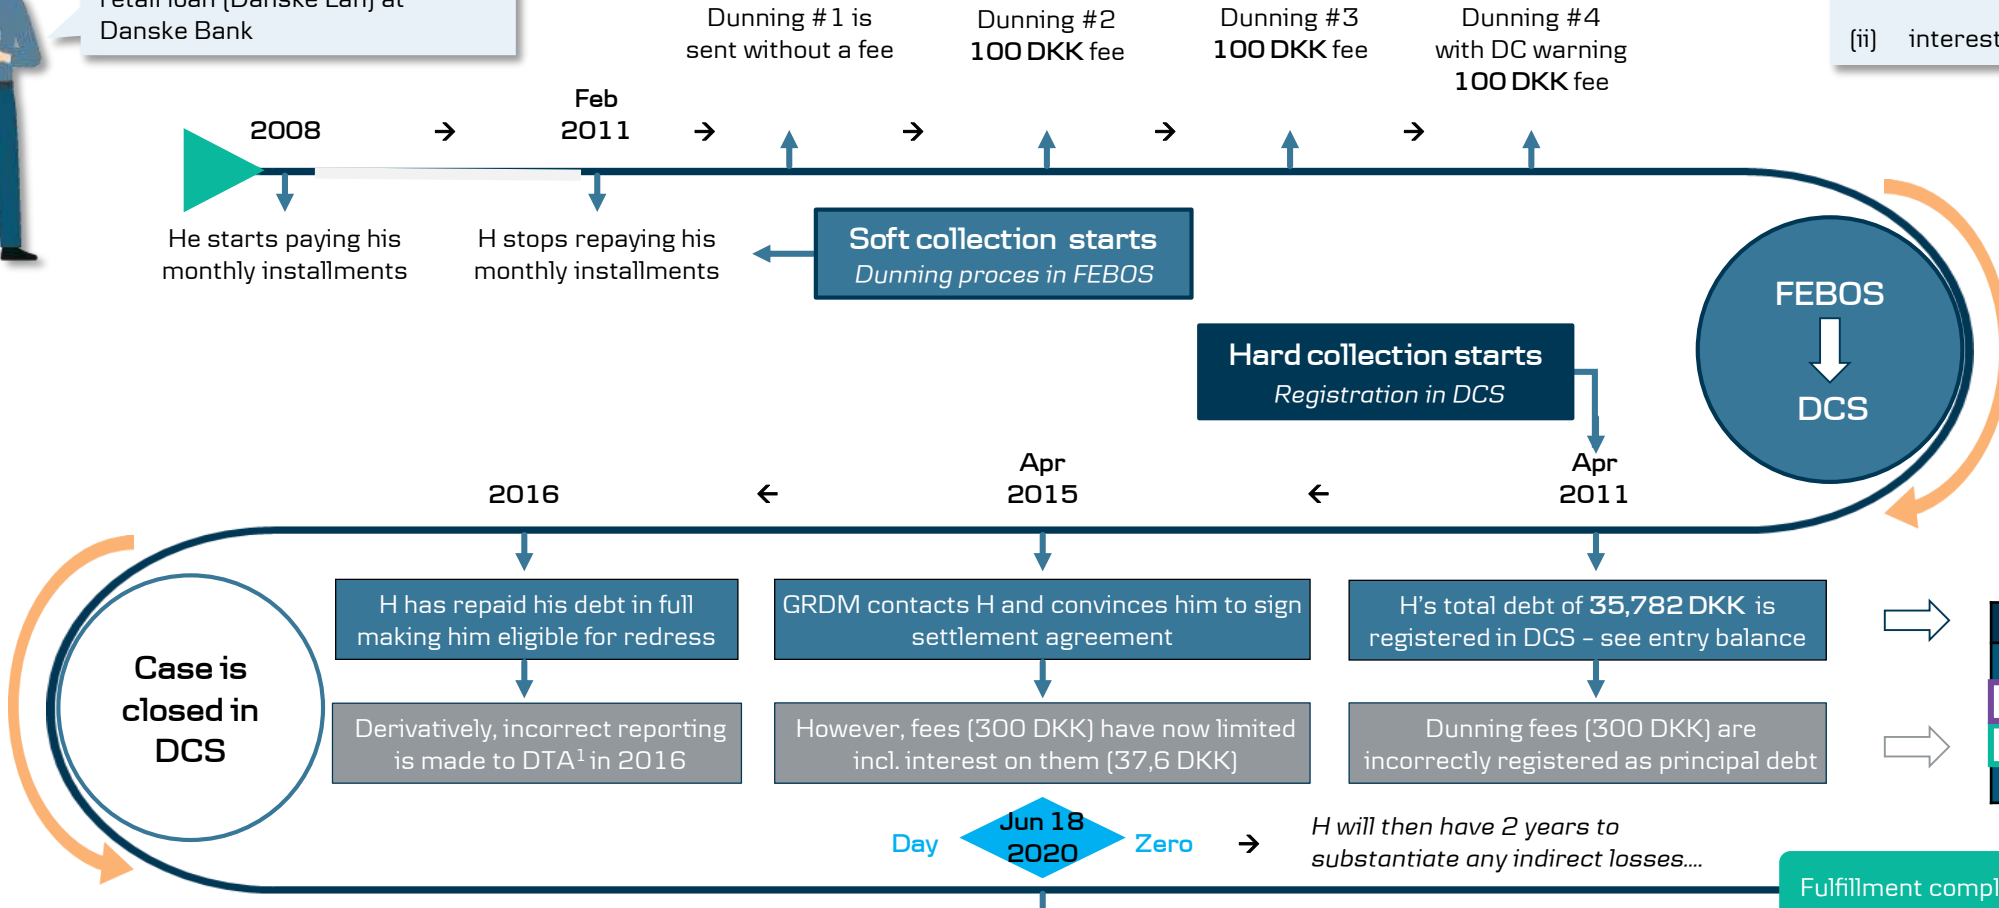 Danske Bank
Dunning #1 is
sent without a fee
Dunning #2
100 DKK fee
Dunning #3
100 DKK fee
Dunning #4
with DC warning
100 DKK fee
(ii) interest
2008 → Feb
2011 → → → →
He starts paying his
monthly installments
H stops repaying his
monthly installments
Soft collection starts
Dunning proces in FEBOS
Hard collection starts
Registration in DCS
FEBOS
DCS
Apr
2011
←
Apr
2015
←
2016
H's total debt of 35,782 DKK is
registered in DCS – see entry balance
Dunning fees (300 DKK) are
incorrectly registered as principal debt
GRDM contacts H and convinces him to sign
settlement agreement
However, fees (300 DKK) have now limited
incl. interest on them (37,6 DKK)
H has repaid his debt in full
making him eligible for redress
Derivatively, incorrect reporting
is made to DTA¹ in 2016
Case is
closed in
DCS
Day
Jun 18
2020
Zero →
H will then have 2 years to
substantiate any indirect losses....
Fulfillment compl